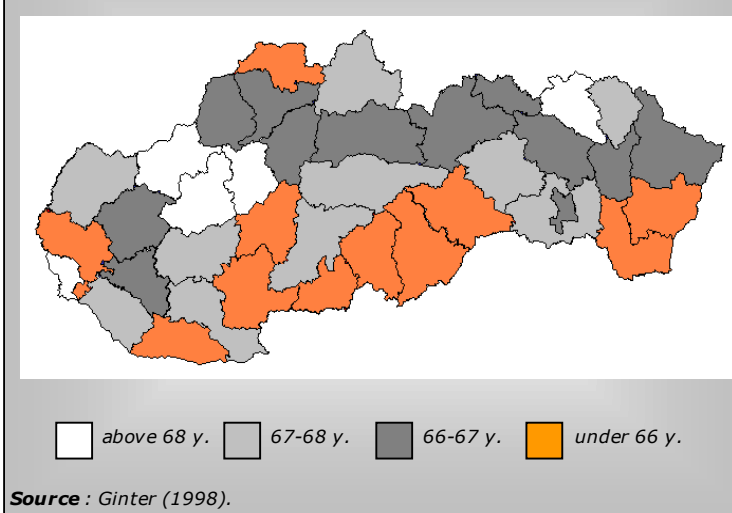 above 68 y. 67-68 y. 66-67 y. under 66 y.
Source : Ginter (1998).